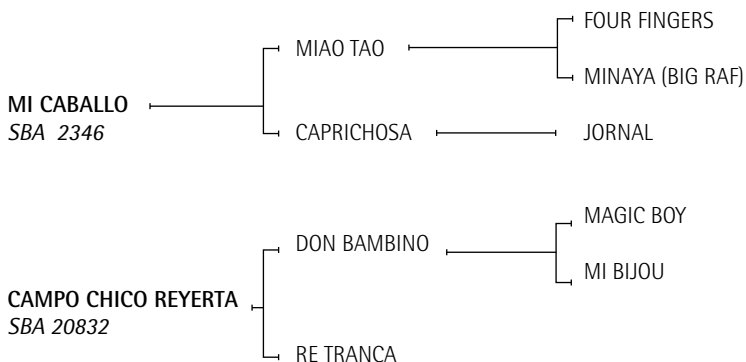 FOUR FINGERS
MIAO TAO
MINAYA (BIG RAF)
MI CABALLO
SBA 2346
CAPRICHOSA
JORNAL
MAGIC BOY
DON BAMBINO
MI BIJOU
CAMPO CHICO REYERTA
SBA 20832
RE TRANCA